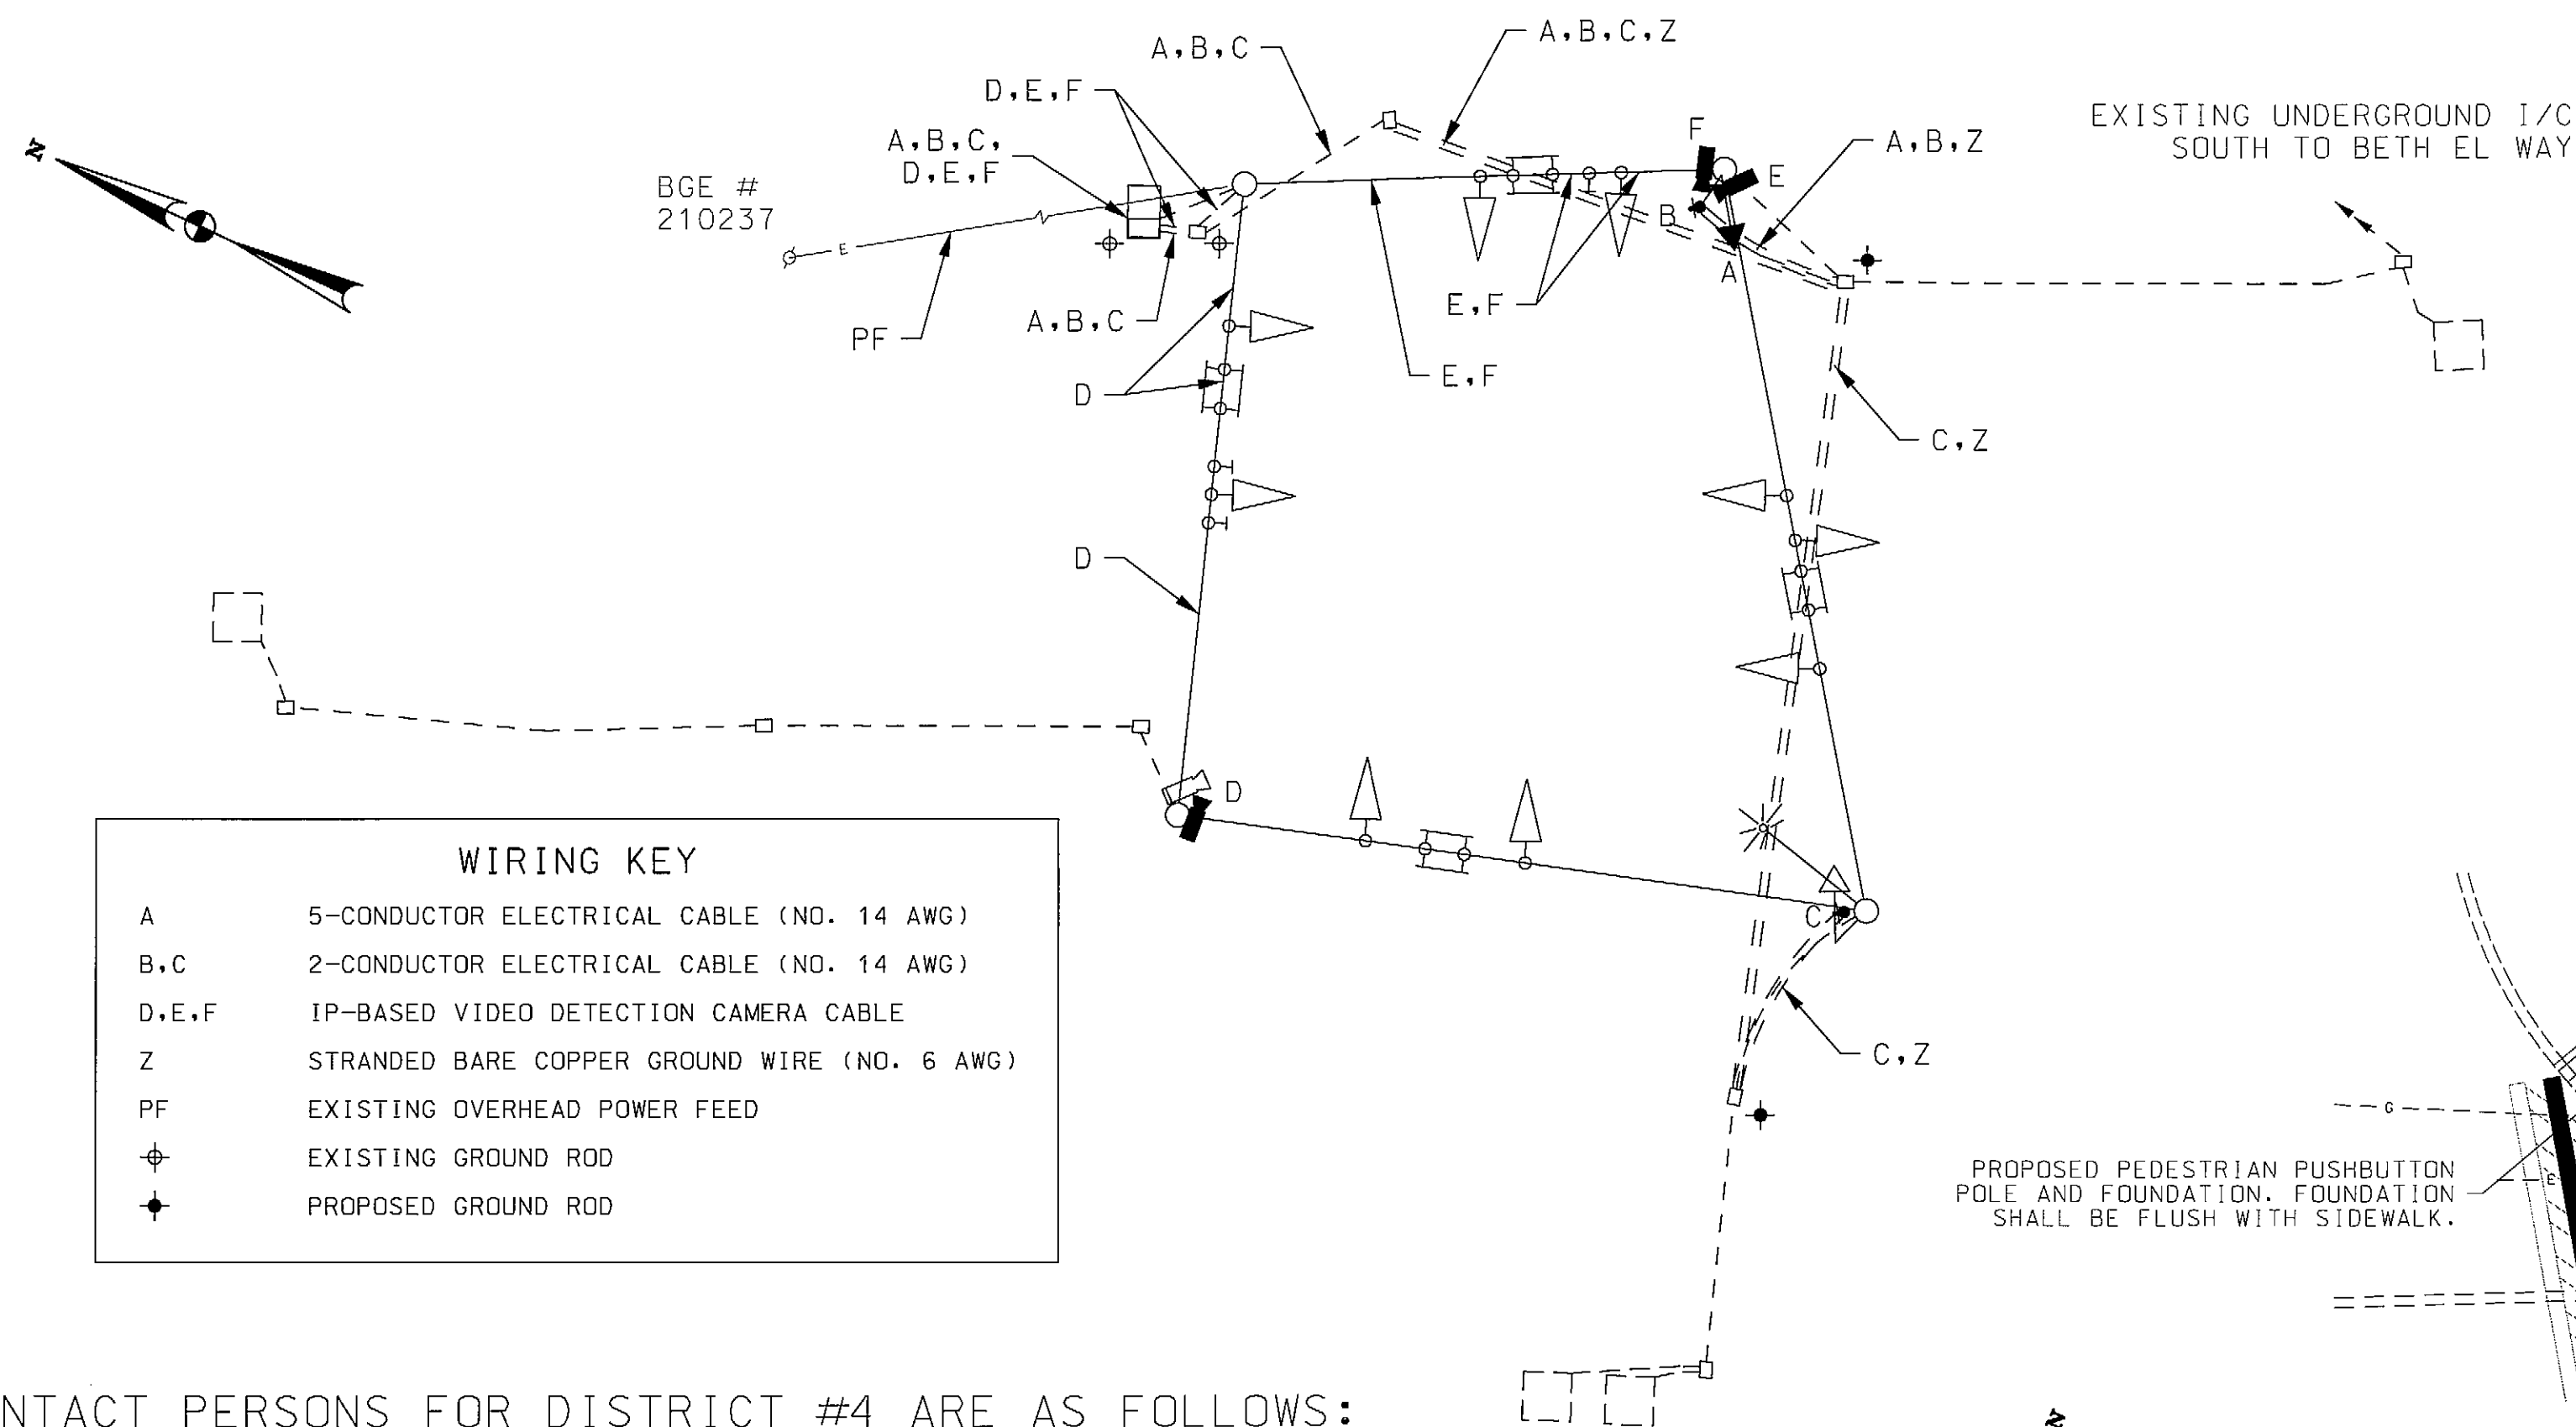 A,B,C
A,B,C,Z
D,E,F
A,B,C,
D,E,F
F
A,B,Z
EXISTING UNDERGROUND I/C
SOUTH TO BETH EL WAY
N
BGE #
210237
E
E
B
A
PF
A,B,C
E,F
E,F
D
C,Z
D
D
C
C,Z
WIRING KEY
A 5-CONDUCTOR ELECTRICAL CABLE (NO. 14 AWG)
B,C 2-CONDUCTOR ELECTRICAL CABLE (NO. 14 AWG)
D,E,F IP-BASED VIDEO DETECTION CAMERA CABLE
Z STRANDED BARE COPPER GROUND WIRE (NO. 6 AWG)
PF EXISTING OVERHEAD POWER FEED
EXISTING GROUND ROD
PROPOSED GROUND ROD
G
PROPOSED PEDESTRIAN PUSHBUTTON
POLE AND FOUNDATION. FOUNDATION
SHALL BE FLUSH WITH SIDEWALK.
E
NTACT PERSONS FOR DISTRICT #4 ARE AS FOLLOWS:
N